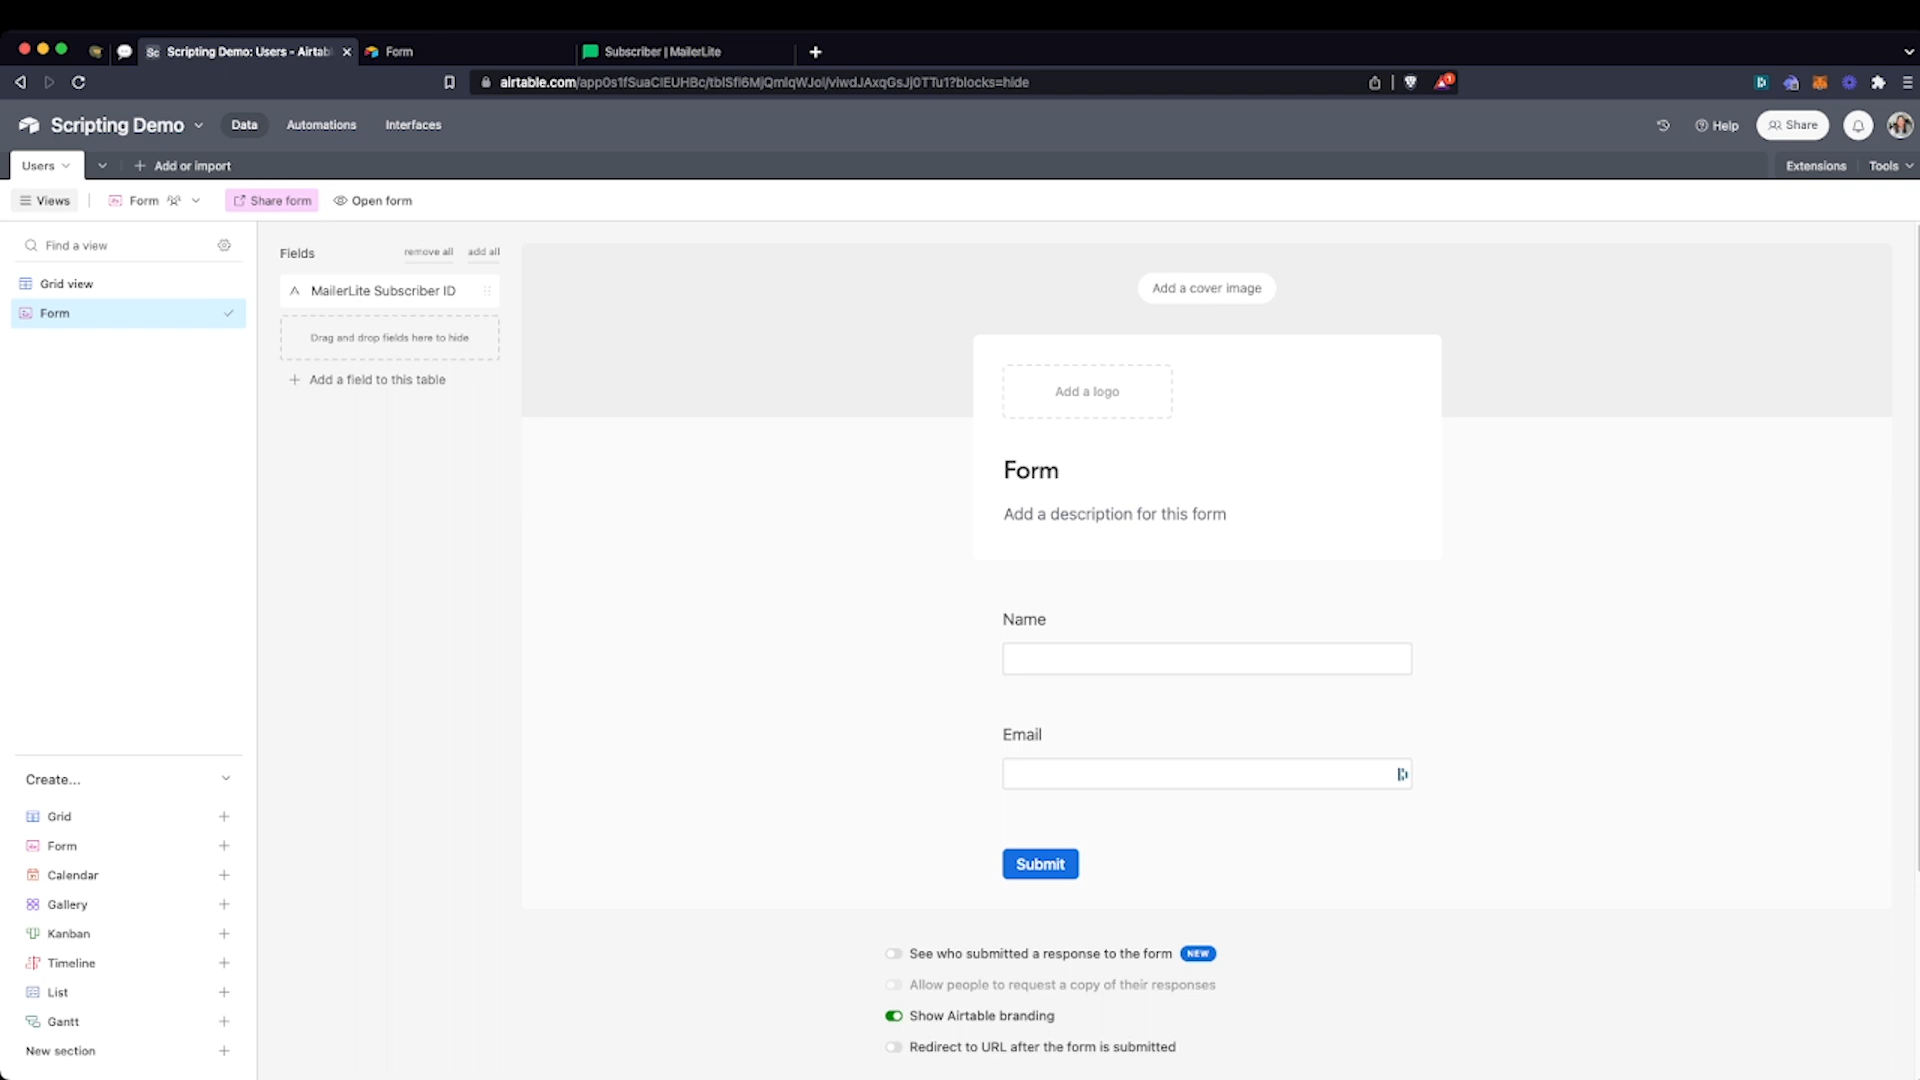 Sc Scripting Demo: Users - Airtabl
Form
Subscriber | MailerLite
airtable.com/app0s1fSuaCIEUHBc/tblSfi6MjQmIqWJoI/viwdJAxqGsJj0TTu1?blocks=hide
1
Scripting Demo
Data
Automations
Interfaces
Help
Share
Users
Add or import
Extensions
Tools
Views
Form
Share form
Open form
Find a view
Grid view
Form
Fields
remove all
add all
MailerLite Subscriber ID
Drag and drop fields here to hide
Add a field to this table
Add a cover image
Add a logo
Form
Add a description for this form
Name
Email
Submit
See who submitted a response to the form NEW
Allow people to request a copy of their responses
Show Airtable branding
Redirect to URL after the form is submitted
Create...
Grid
Form
Calendar
Gallery
Kanban
Timeline
List
Gantt
New section